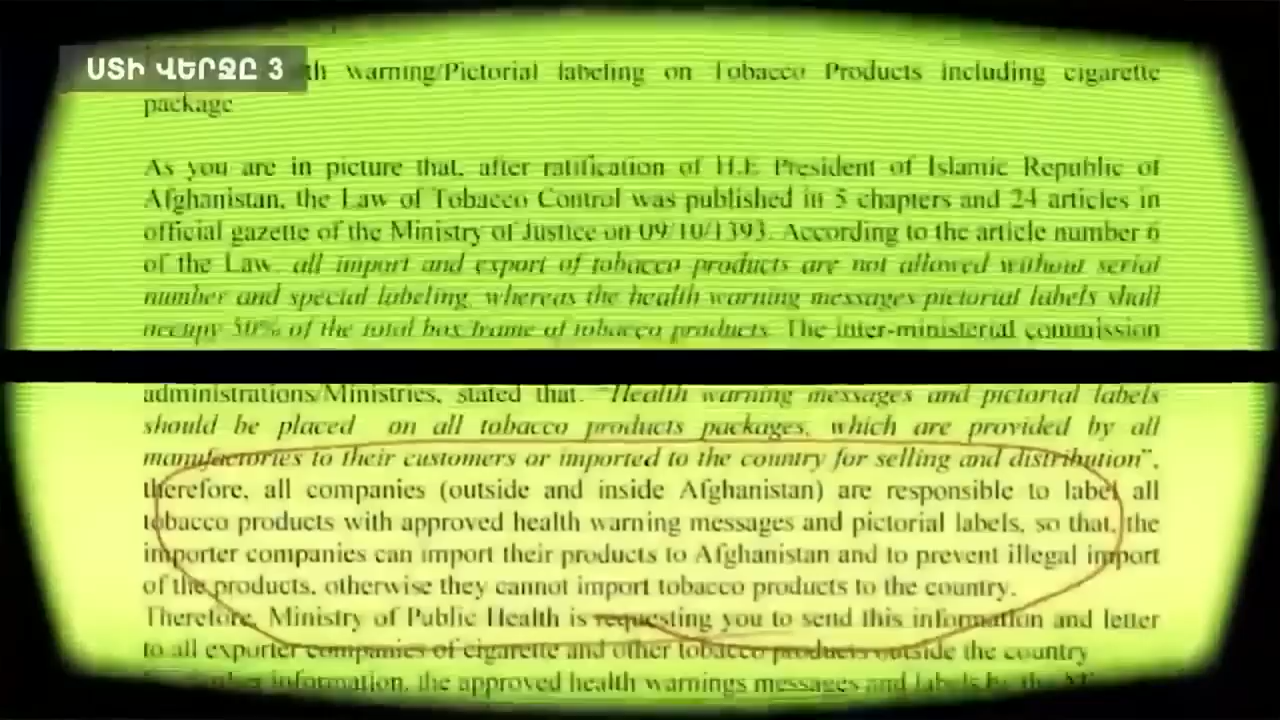 ՍՏԻ ՎԵՐՋԸ 3
th warning/Pictorial labeling on Tobacco Products including cigarette
package
As you are in picture that, after ratification of H.E President of Islamic Republic of
Afghanistan, the Law of Tobacco Control was published in 5 chapters and 24 articles in
official gazette of the Ministry of Justice on 09/10/1393. According to the article number 6
of the Law, all import and export of tobacco products are not allowed without serial
number and special labeling, whereas the health warning messages pictorial labels shall
occupy 50% of the total box frame of tobacco products. The inter-ministerial commission
administrations/Ministries, stated that, "Health warning messages and pictorial labels
should be placed on all tobacco products packages, which are provided by all
manufactories to their customers or imported to the country for selling and distribution",
therefore, all companies (outside and inside Afghanistan) are responsible to label all
tobacco products with approved health warning messages and pictorial labels, so that, the
importer companies can import their products to Afghanistan and to prevent illegal import
of the products, otherwise they cannot import tobacco products to the country.
Therefore, Ministry of Public Health is requesting you to send this information and letter
to all exporter companies of cigarette and other tobacco products outside the country
information, the approved health warnings messages and labels by the